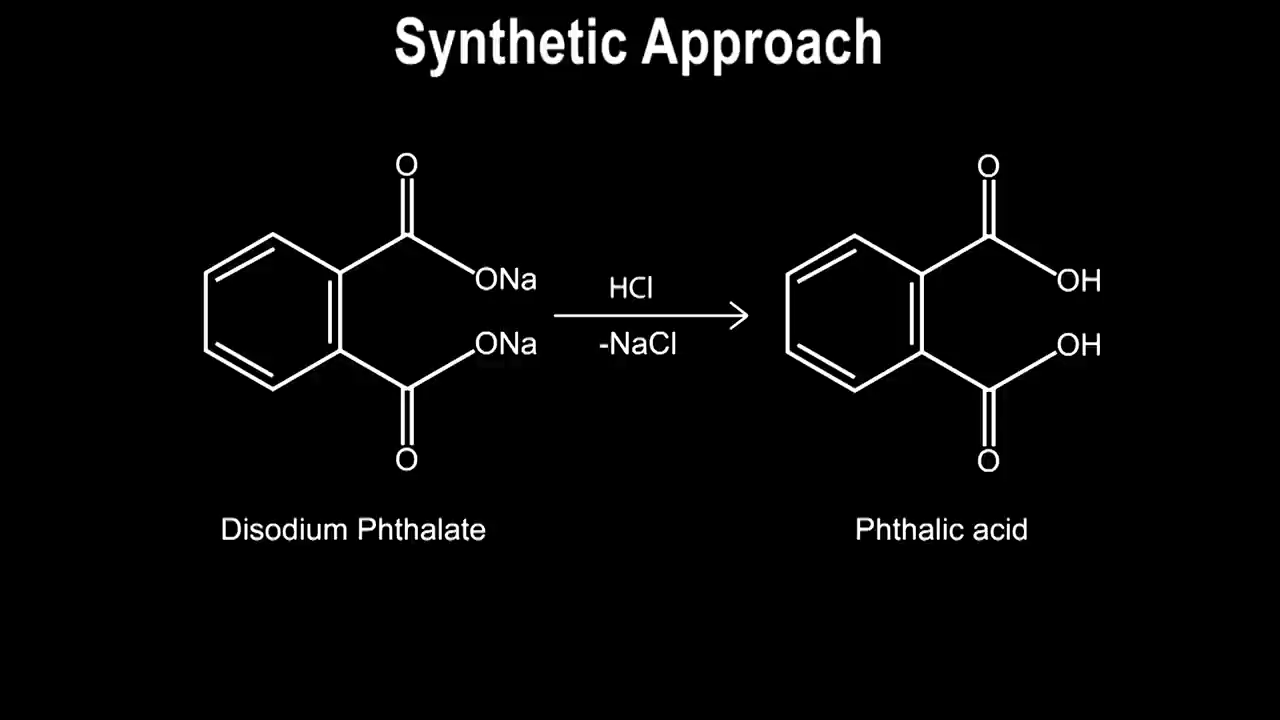 Synthetic Approach
O
O
ONa
OH
HCl
ONa
OH
-NaCl
O
O
Disodium Phthalate
Phthalic acid